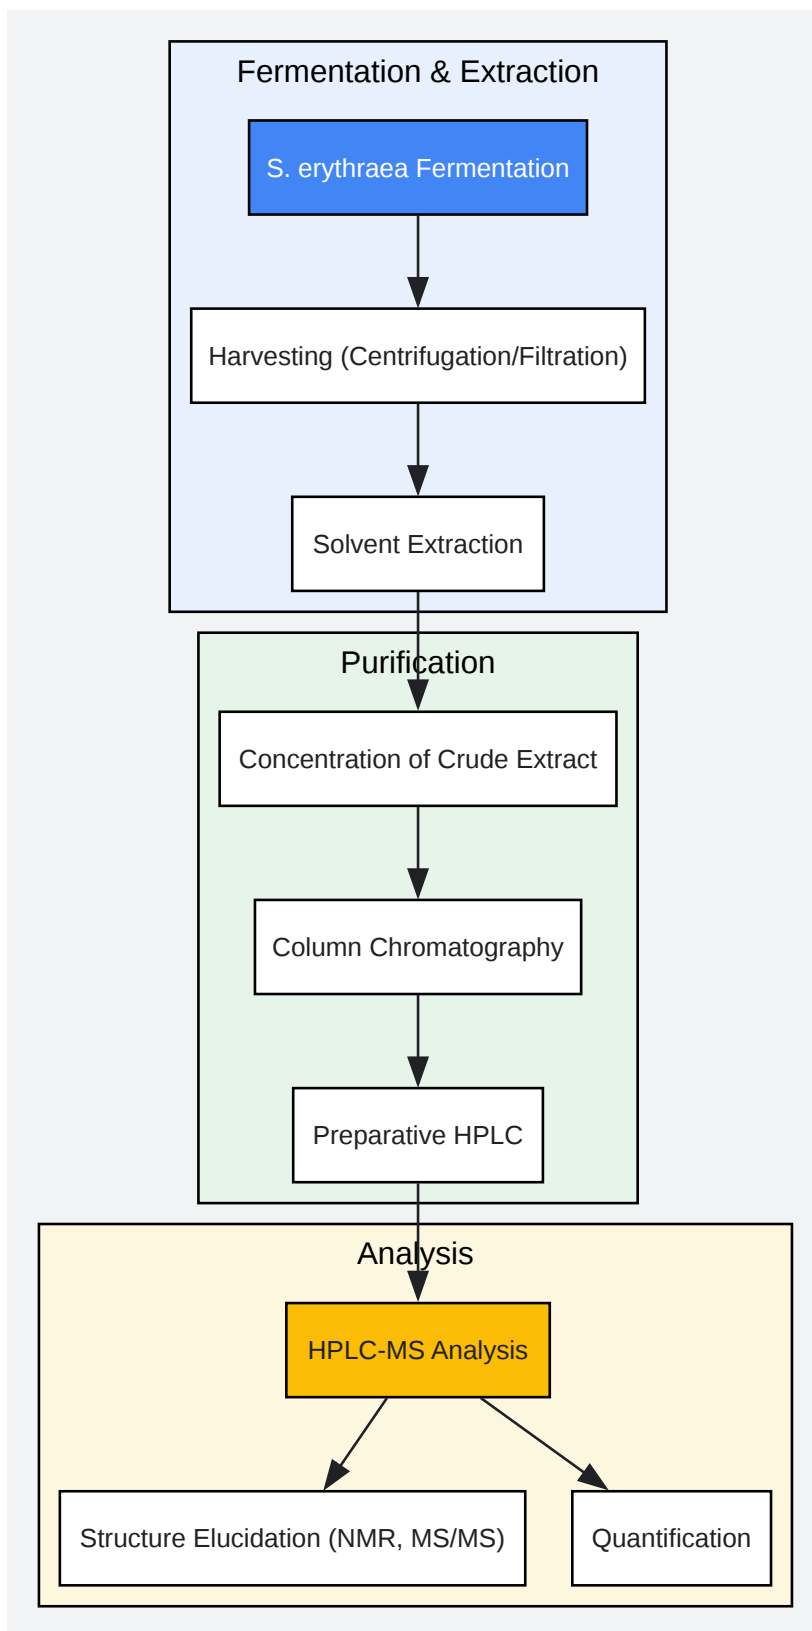 Fermentation & Extraction
S. erythraea Fermentation
Harvesting (Centrifugation/Filtration)
Solvent Extraction
Purification
Concentration of Crude Extract
Column Chromatography
Preparative HPLC
Analysis
HPLC-MS Analysis
Structure Elucidation (NMR, MS/MS)
Quantification